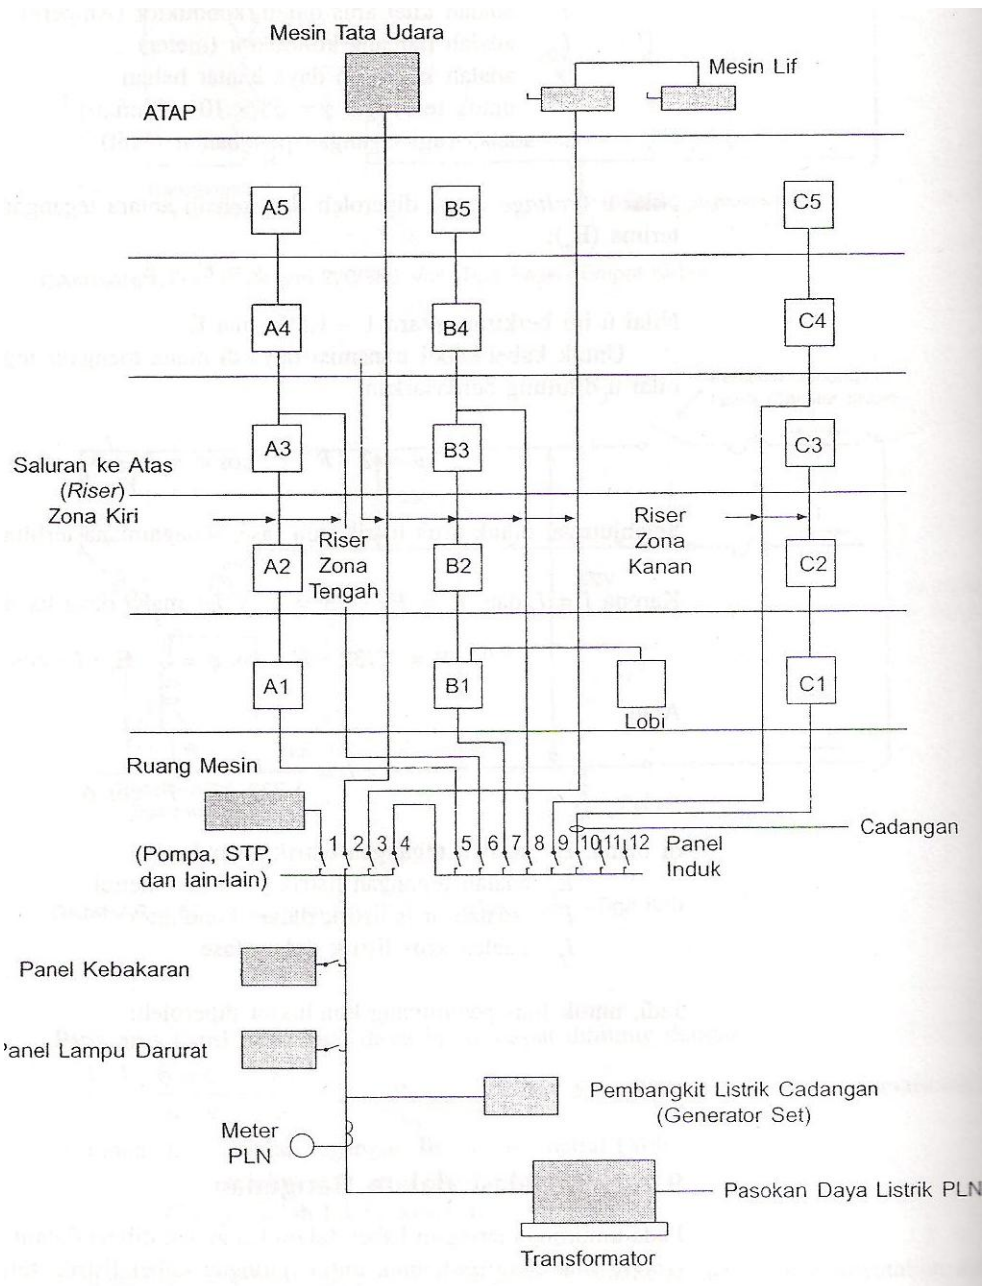 Mesin Tata Udara
Mesin Lif
ATAP
A5
B5
C5
A4
B4
C4
A3
B3
C3
Saluran ke Atas
(Riser)
Zona Kiri
Riser
Zona
Tengah
Riser
Zona
Kanan
A2
B2
C2
A1
B1
C1
Lobi
Ruang Mesin
(Pompa, STP,
dan lain-lain)
1 2 3 4 5 6 7 8 9 10 11 12
Panel
Induk
Cadangan
Panel Kebakaran
Panel Lampu Darurat
Pembangkit Listrik Cadangan
(Generator Set)
Meter
PLN
Pasokan Daya Listrik PLN
Transformator